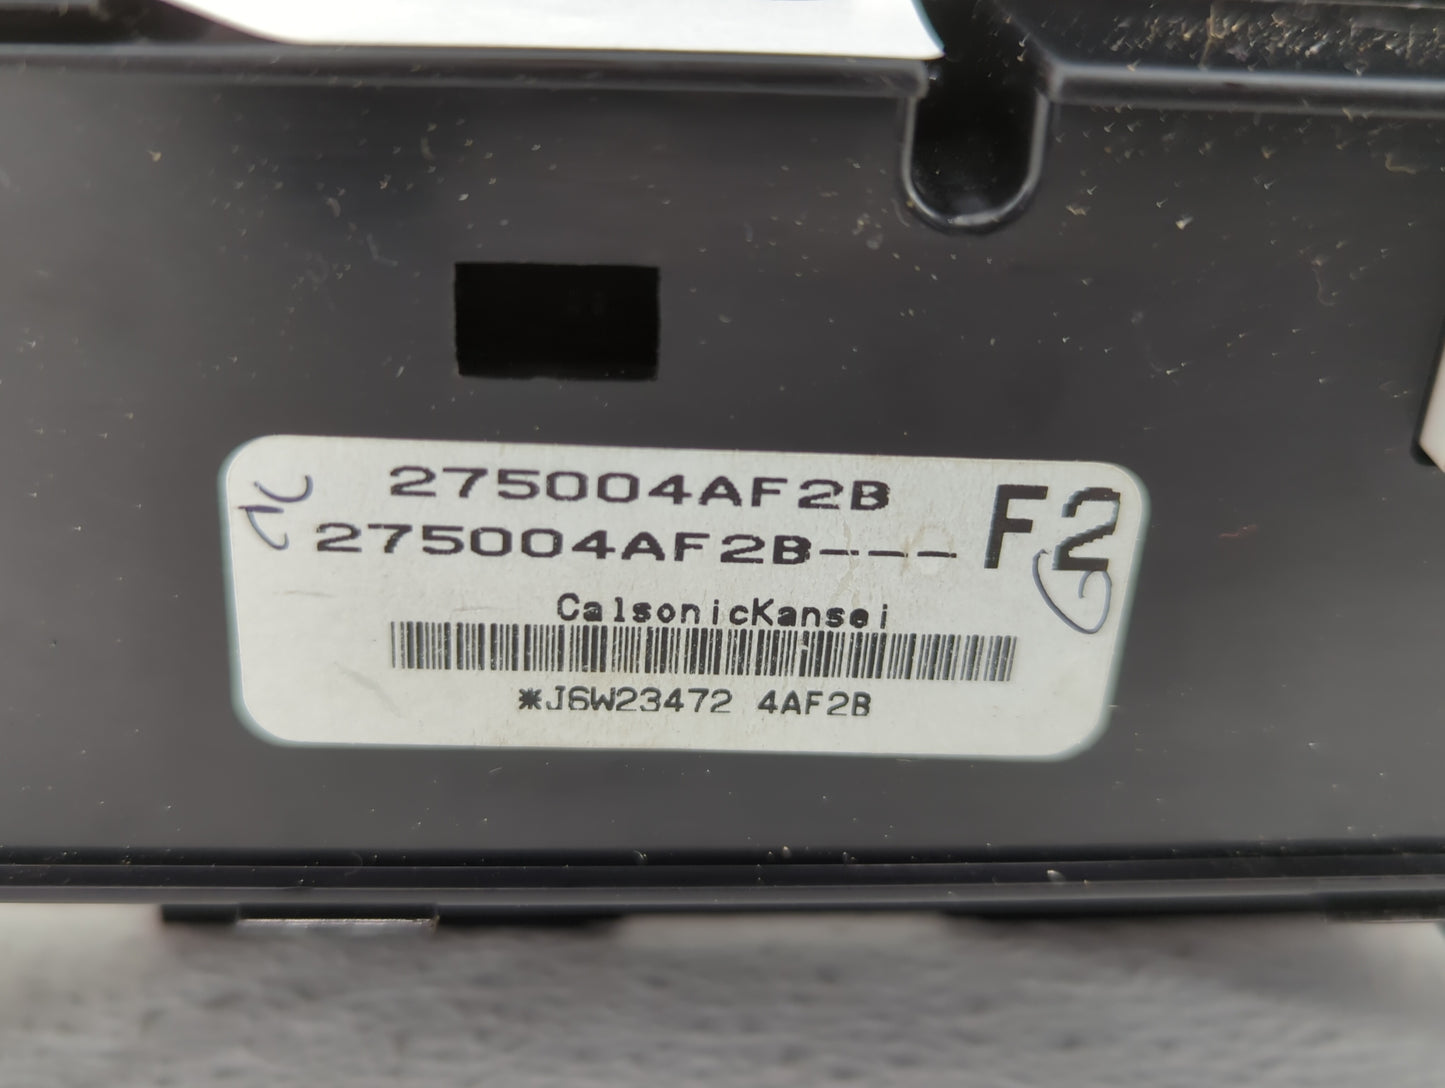 275004AF2B
275004AF2B---
F2
CalsonicKansei
*J6W23472 4AF2B